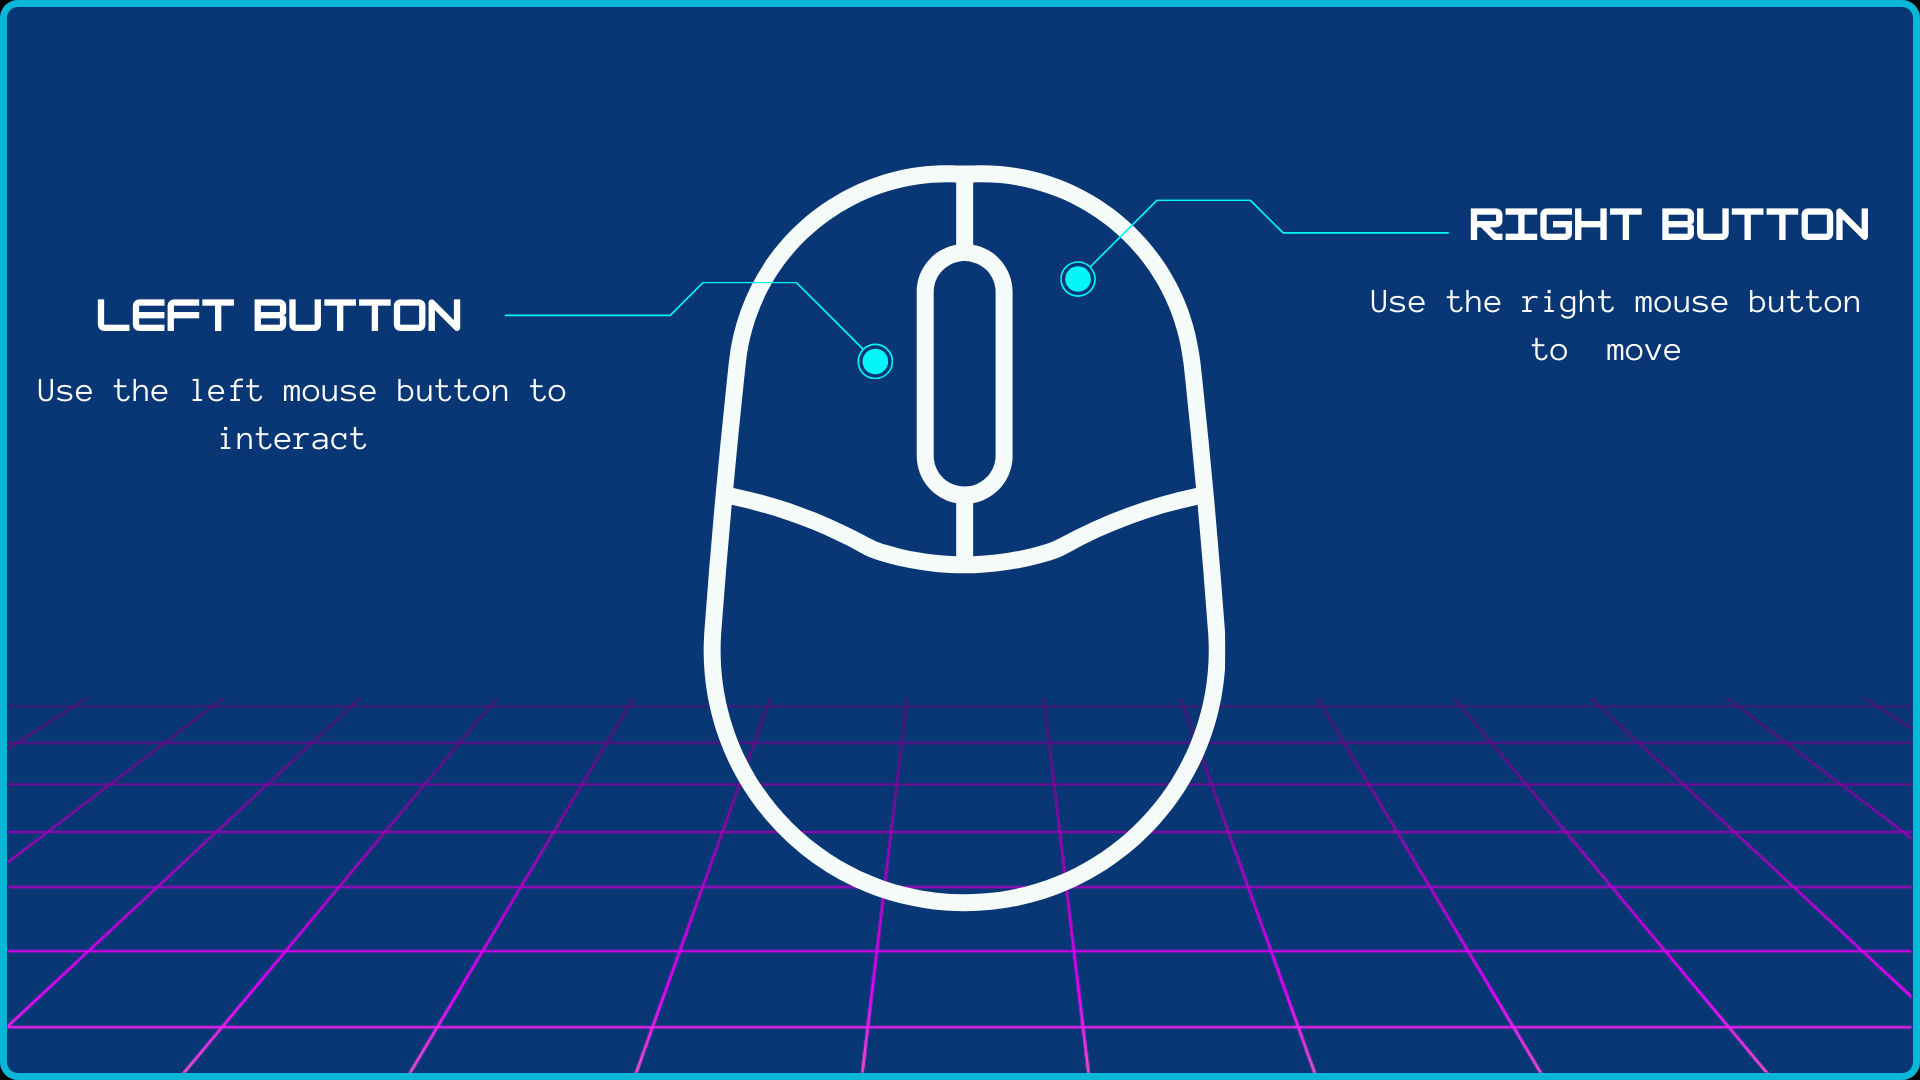 LEFT BUTTON
Use the left mouse button to
interact
RIGHT BUTTON
Use the right mouse button
to  move